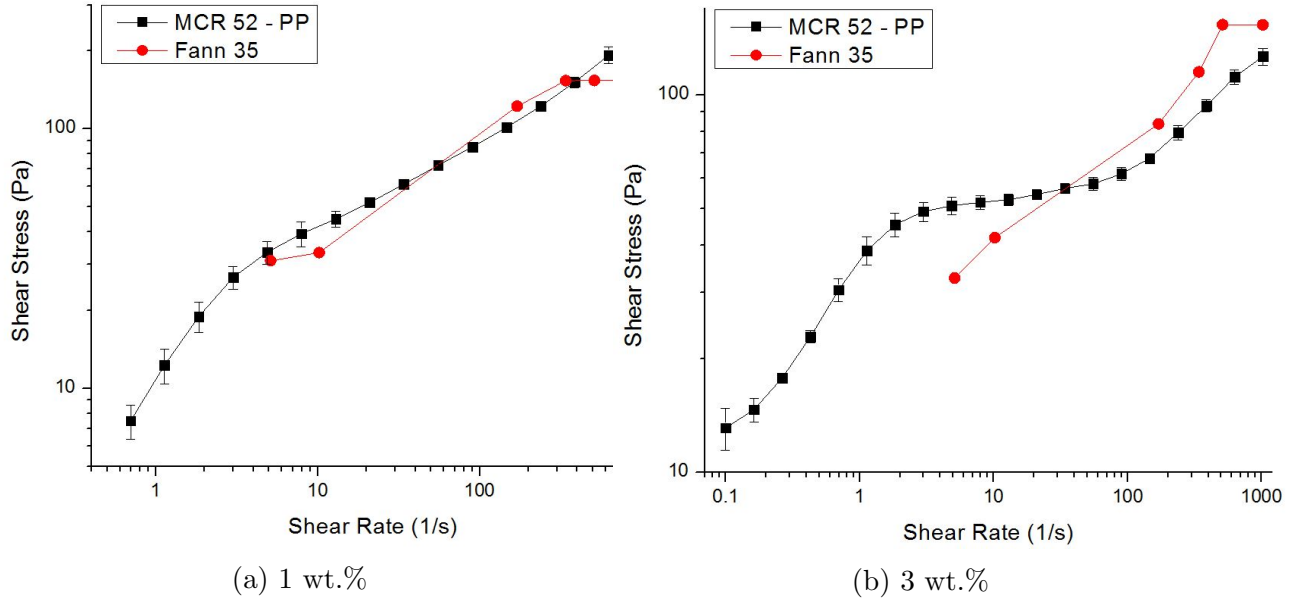 MCR 52 - PP
Fann 35
100
10
Shear Stress (Pa)
1
10
100
Shear Rate (1/s)
(a) 1 wt.%
MCR 52 - PP
Fann 35
100
10
Shear Stress (Pa)
0.1
1
10
100
1000
Shear Rate (1/s)
(b) 3 wt.%